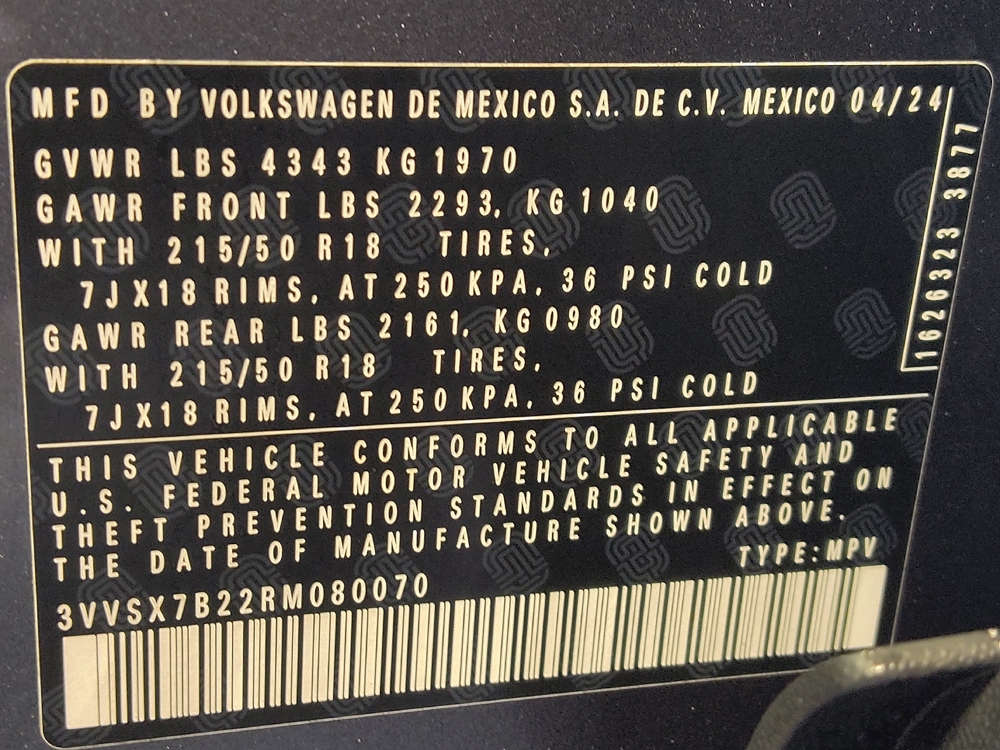 MFD BY VOLKSWAGEN DE MEXICO S.A. DE C.V. MEXICO 04/24
GVWR LBS 4343 KG 1970
GAWR FRONT LBS 2293, KG 1040
WITH 215/50 R18 TIRES,
7JX18 RIMS, AT 250 KPA, 36 PSI COLD
GAWR REAR LBS 2161, KG 0980
WITH 215/50 R18 TIRES,
7JX18 RIMS, AT 250 KPA, 36 PSI COLD
1626323 3877
THIS VEHICLE CONFORMS TO ALL APPLICABLE
U.S. FEDERAL MOTOR VEHICLE SAFETY AND
THEFT PREVENTION STANDARDS IN EFFECT ON
THE DATE OF MANUFACTURE SHOWN ABOVE.
TYPE:MPV
3VVSX7B22RM080070